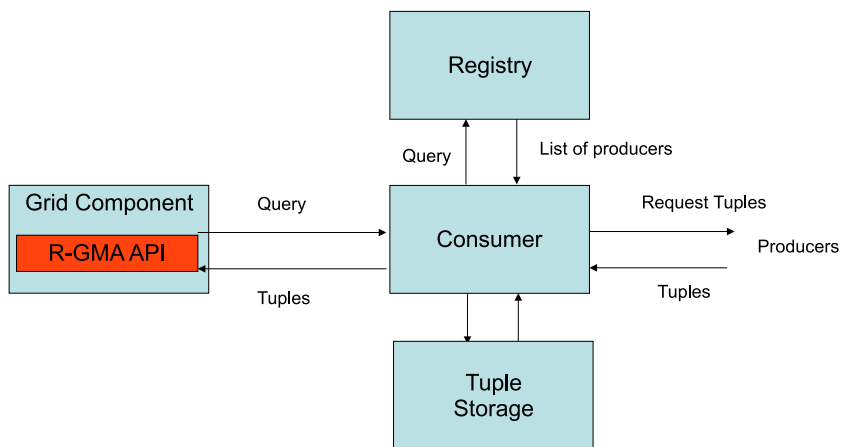 Registry
Query
List of producers
Grid Component
R-GMA API
Query
Tuples
Consumer
Request Tuples
Producers
Tuples
Tuple
Storage